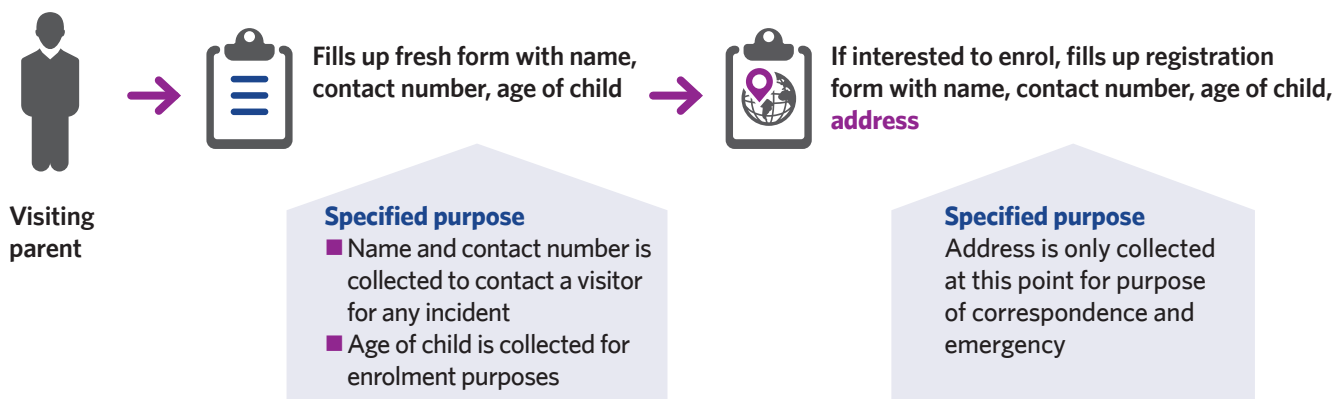 Visiting
parent
Fills up fresh form with name,
contact number, age of child
Specified purpose
■ Name and contact number is
collected to contact a visitor
for any incident
■ Age of child is collected for
enrolment purposes
If interested to enrol, fills up registration
form with name, contact number, age of child,
address
Specified purpose
Address is only collected
at this point for purpose
of correspondence and
emergency